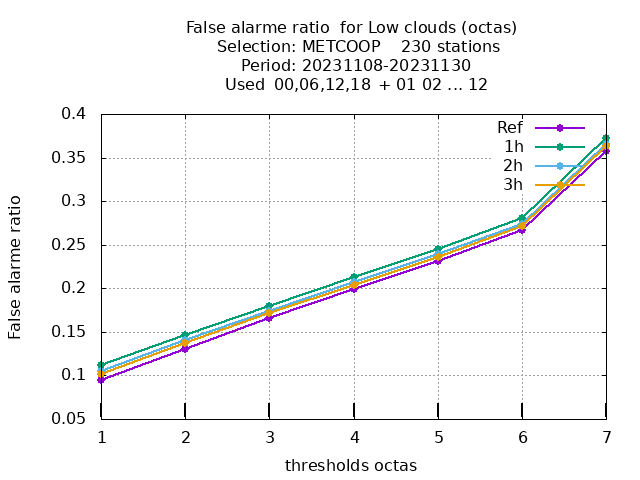 False alarme ratio  for Low clouds (octas)
Selection: METCOOP    230 stations
Period: 20231108-20231130
Used  00,06,12,18 + 01 02 ... 12
0.4
0.35
0.3
0.25
0.2
0.15
0.1
0.05
False alarme ratio
Ref
1h
2h
3h
1 2 3 4 5 6 7
thresholds octas